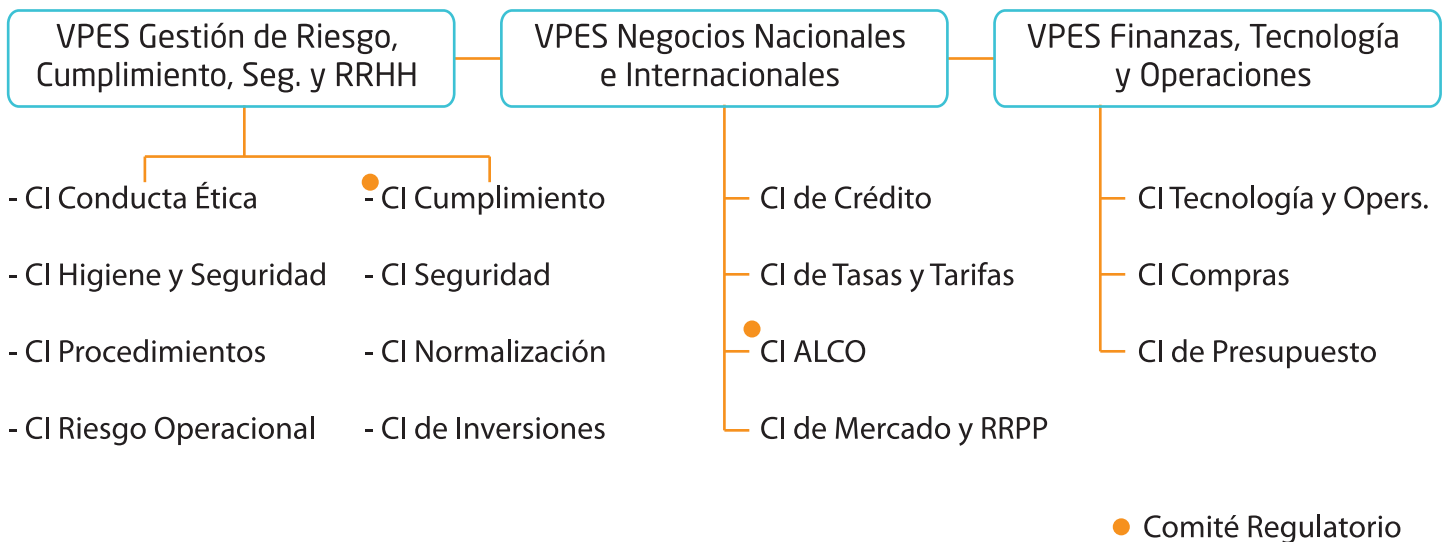 VPES Gestión de Riesgo,
Cumplimiento, Seg. y RRHH
VPES Negocios Nacionales
e Internacionales
VPES Finanzas, Tecnología
y Operaciones
- CI Conducta Ética
- CI Higiene y Seguridad
- CI Procedimientos
- CI Riesgo Operacional
- CI Cumplimiento
- CI Seguridad
- CI Normalización
- CI de Inversiones
CI de Crédito
CI de Tasas y Tarifas
CI ALCO
CI de Mercado y RRPP
CI Tecnología y Opers.
CI Compras
CI de Presupuesto
Comité Regulatorio